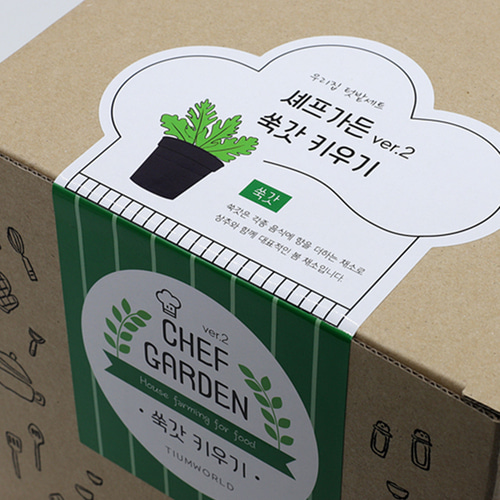 우리집 텃밭세트
셰프가든 ver.2
쑥갓 키우기
쑥갓
쑥갓은 각종 음식에 향을 더하는 채소로
상추와 함께 대표적인 봄 채소입니다.
ver.2
CHEF
GARDEN
House farming for food
· 쑥갓 키우기 ·
TIUMWORLD